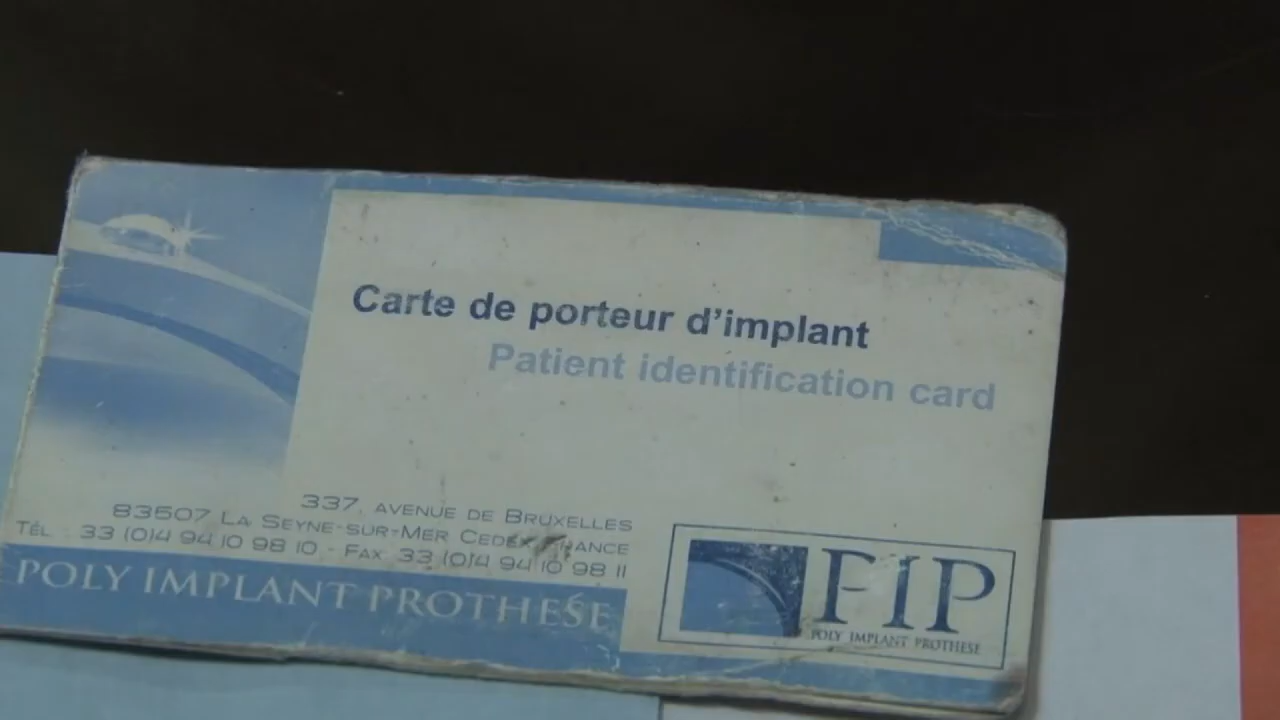 Carte de porteur d'implant
Patient identification card
337, AVENUE DE BRUXELLES
83507 LA SEYNE-SUR-MER CEDEX FRANCE
TÉL : 33 (0)4 94 10 98 10 - FAX 33 (0)4 94 10 98 11
POLY IMPLANT PROTHESE
PIP
POLY IMPLANT PROTHESE